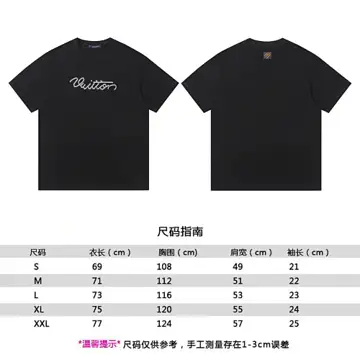 Vuitton
尺码指南
尺码 衣长（cm） 胸围(cm) 肩宽(cm) 袖长(cm)
S 69 108 49 21
M 71 112 51 22
L 73 116 53 23
XL 75 120 55 24
XXL 77 124 57 25
*温馨提示* 尺码仅供参考，手工测量存在1-3cm误差